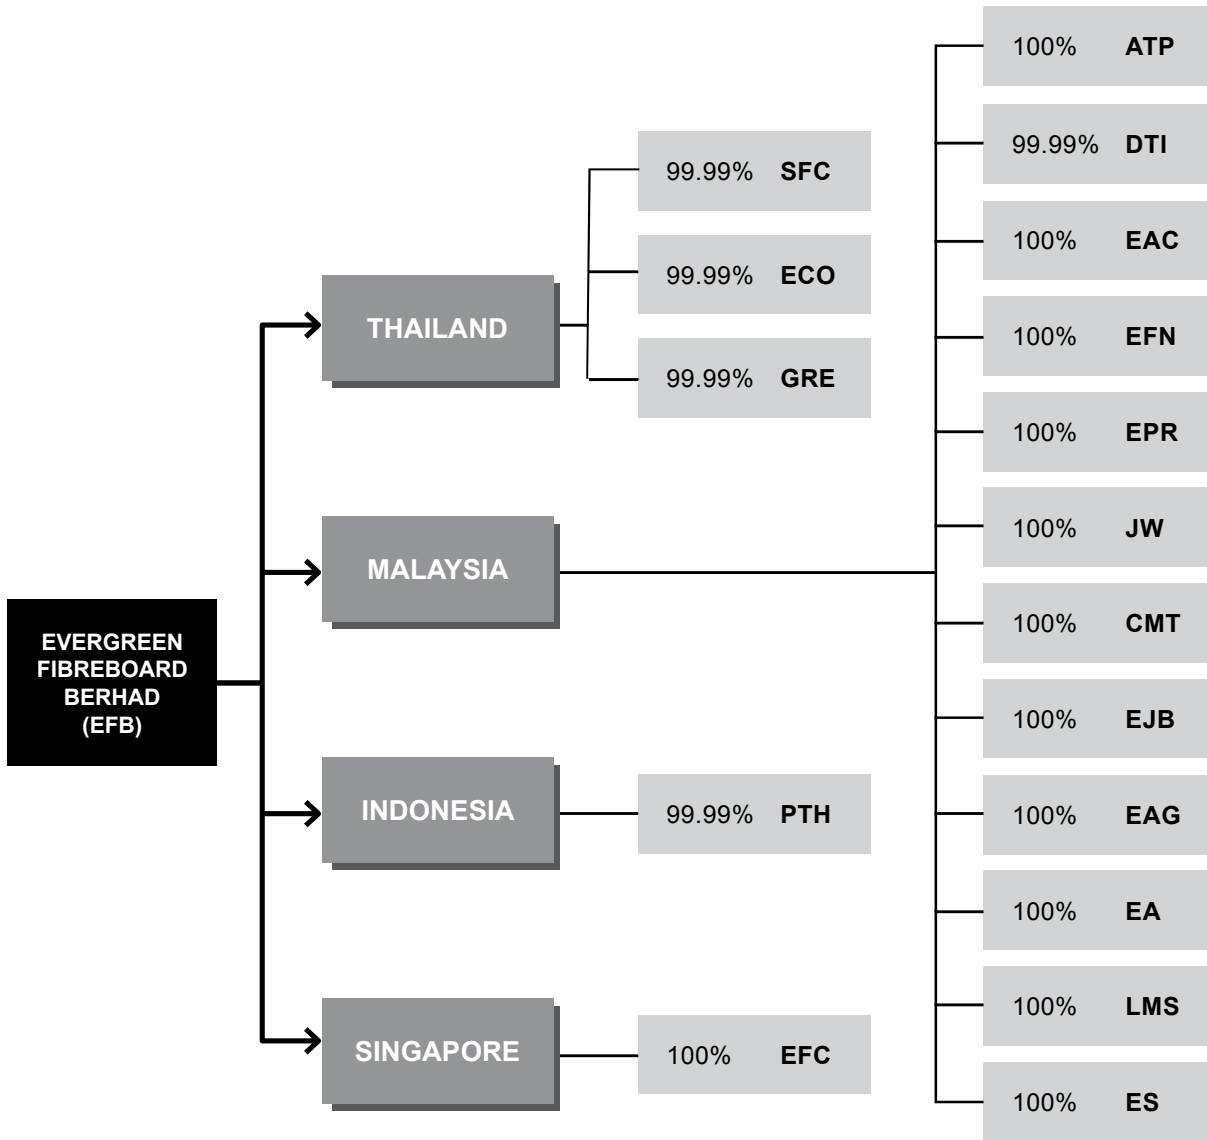 EVERGREEN
FIBREBOARD
BERHAD
(EFB)
THAILAND
99.99% SFC
99.99% ECO
99.99% GRE
MALAYSIA
100% ATP
99.99% DTI
100% EAC
100% EFN
100% EPR
100% JW
100% CMT
100% EJB
100% EAG
100% EA
100% LMS
100% ES
INDONESIA
99.99% PTH
SINGAPORE
100% EFC